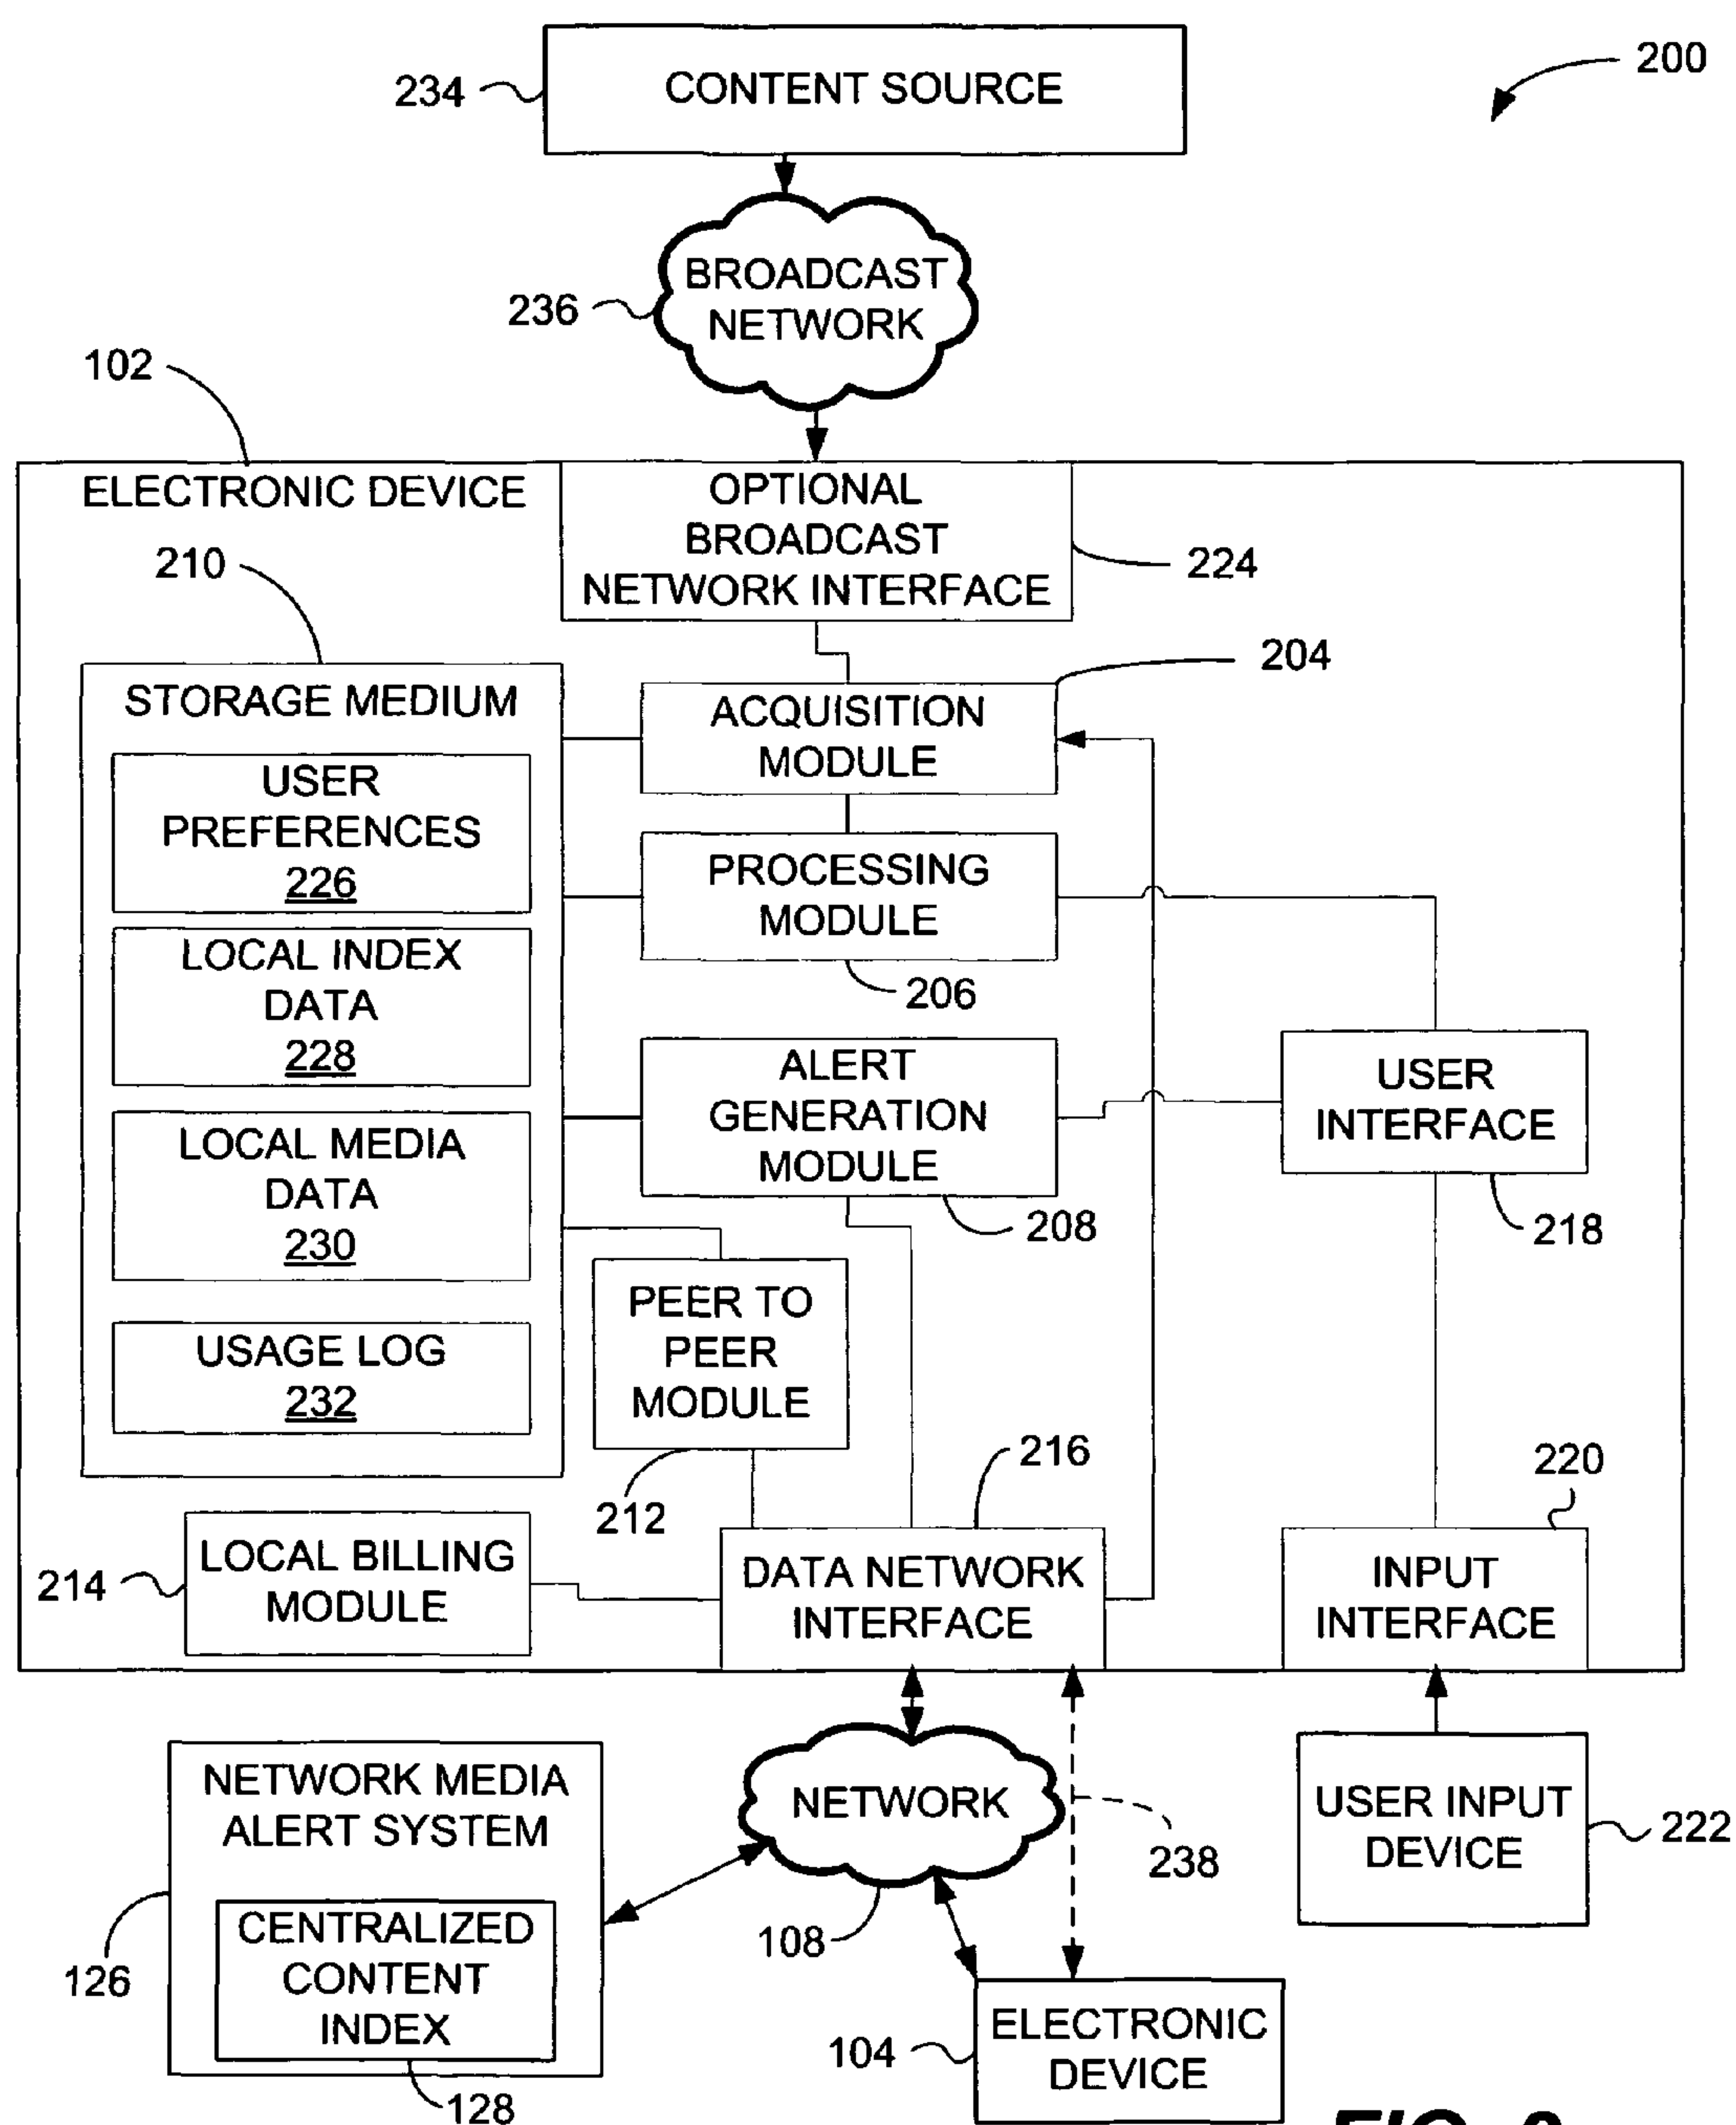 200
CONTENT SOURCE
234
BROADCAST
NETWORK
236
102
ELECTRONIC DEVICE
OPTIONAL
BROADCAST
NETWORK INTERFACE
224
210
204
STORAGE MEDIUM
ACQUISITION
MODULE
USER
PREFERENCES
226
PROCESSING
MODULE
206
LOCAL INDEX
DATA
228
ALERT
GENERATION
MODULE
208
USER
INTERFACE
218
LOCAL MEDIA
DATA
230
PEER TO
PEER
MODULE
212
USAGE LOG
232
216
220
214
LOCAL BILLING
MODULE
DATA NETWORK
INTERFACE
INPUT
INTERFACE
NETWORK MEDIA
ALERT SYSTEM
NETWORK
238
USER INPUT
DEVICE
222
108
126
CENTRALIZED
CONTENT
INDEX
128
104
ELECTRONIC
DEVICE